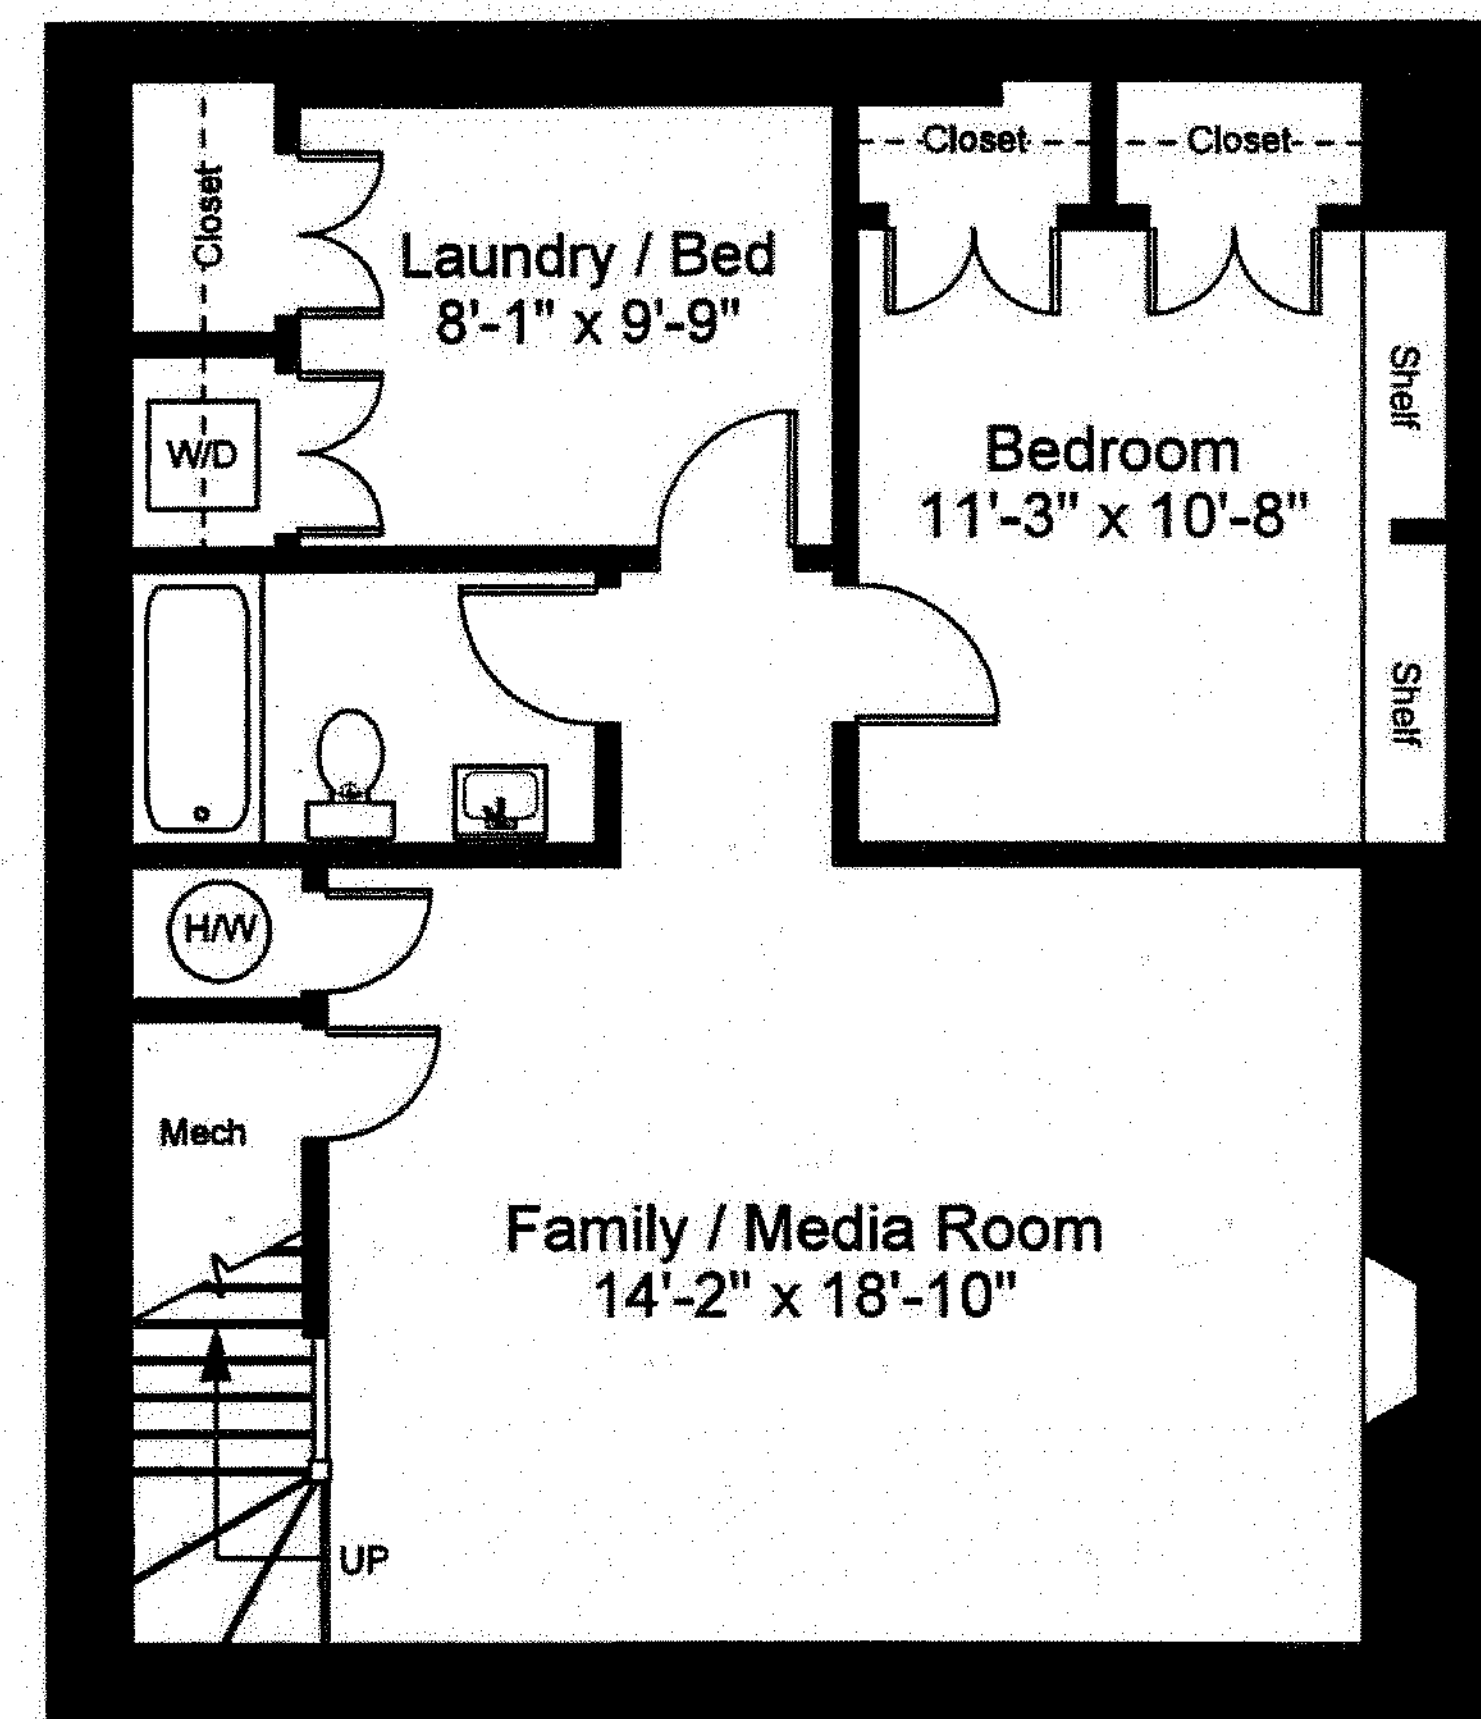 Closet
Closet
Closet
Laundry / Bed
8'-1" x 9'-9"
Shelf
W/D
Bedroom
11'-3" x 10'-8"
Shelf
H/W
Mech
Family / Media Room
14'-2" x 18'-10"
UP